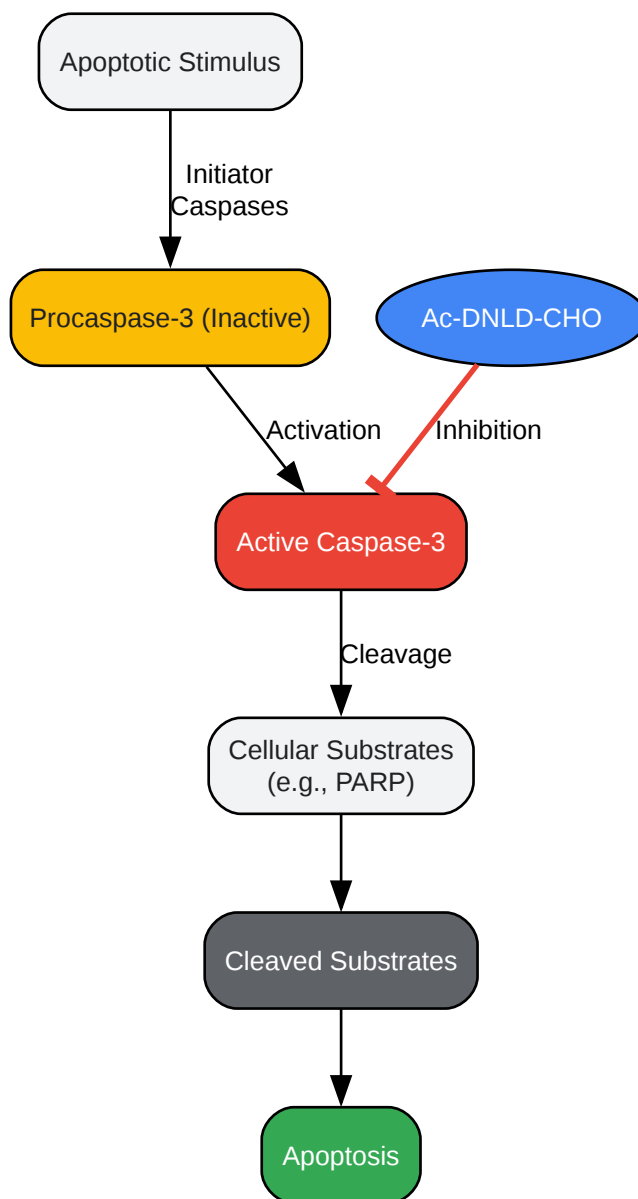 Apoptotic Stimulus
Initiator
Caspases
Procaspase-3 (Inactive)
Ac-DNLD-CHO
Activation
Inhibition
Active Caspase-3
Cleavage
Cellular Substrates
(e.g., PARP)
Cleaved Substrates
Apoptosis